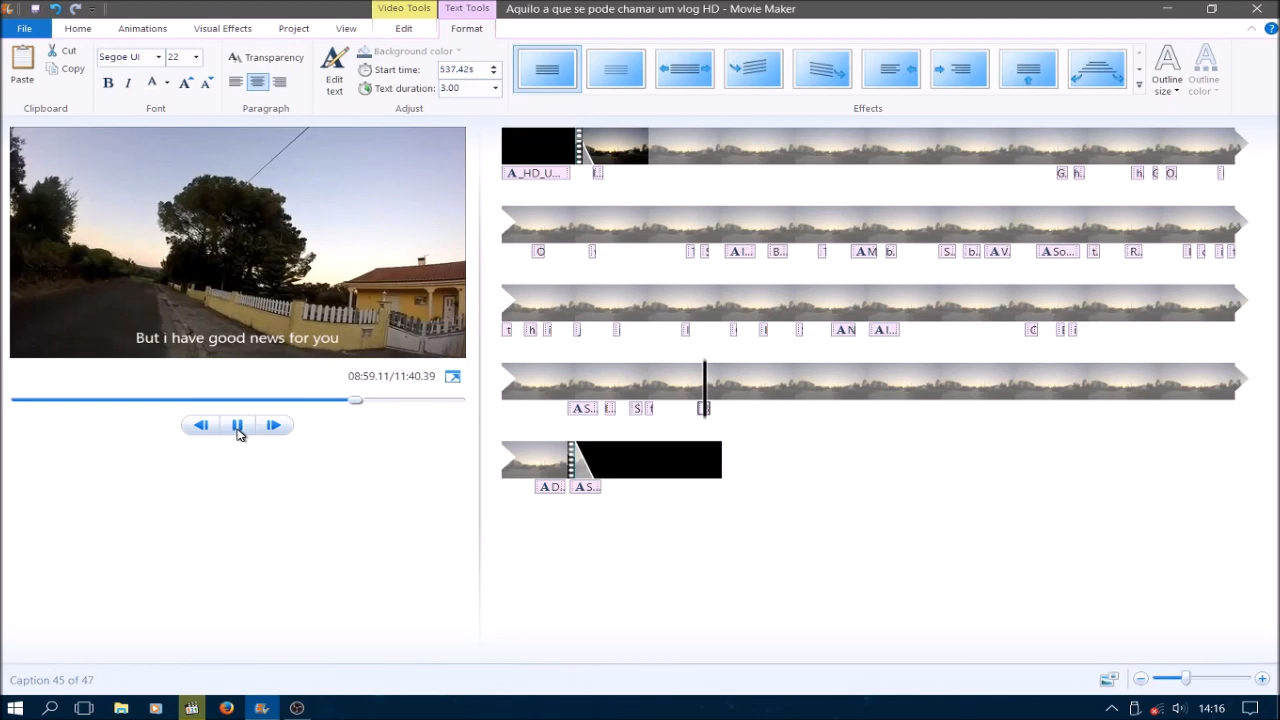 Video Tools
Text Tools
Aquilo a que se pode chamar um vlog HD - Movie Maker
File
Home
Animations
Visual Effects
Project
View
Edit
Format
Paste
Cut
Copy
Clipboard
Segoe UI
22
B I A A A
Font
Transparency
Paragraph
Edit text
Background color
Start time: 537.42s
Text duration: 3.00
Adjust
Effects
Outline size
Outline color
But i have good news for you
08:59.11/11:40.39
A _HD_U...
G. h. h. O.
O
A I... B... A M b. S. b. A V. A So... t. R..
t h i A N A I...
A S... S
A D. A S...
Caption 45 of 47
14:16